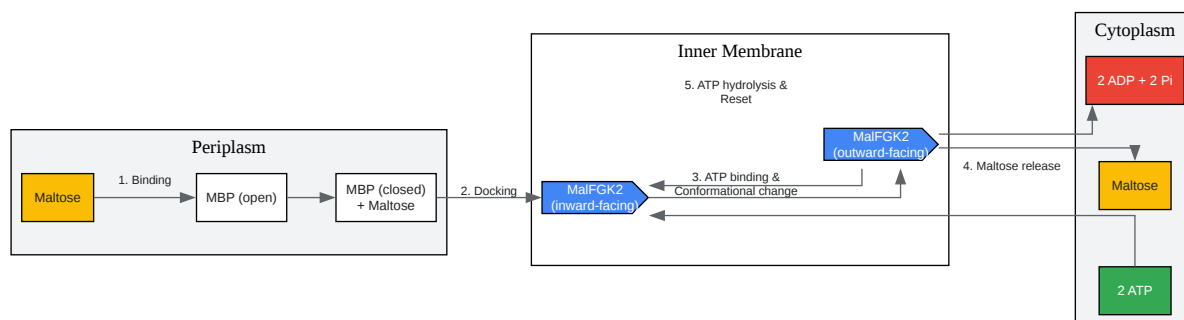 Periplasm
Maltose
1. Binding
MBP (open)
MBP (closed)
+ Maltose
2. Docking
Inner Membrane
5. ATP hydrolysis &
Reset
MalFGK2
(inward-facing)
3. ATP binding &
Conformational change
MalFGK2
(outward-facing)
4. Maltose release
Cytoplasm
2 ADP + 2 Pi
Maltose
2 ATP